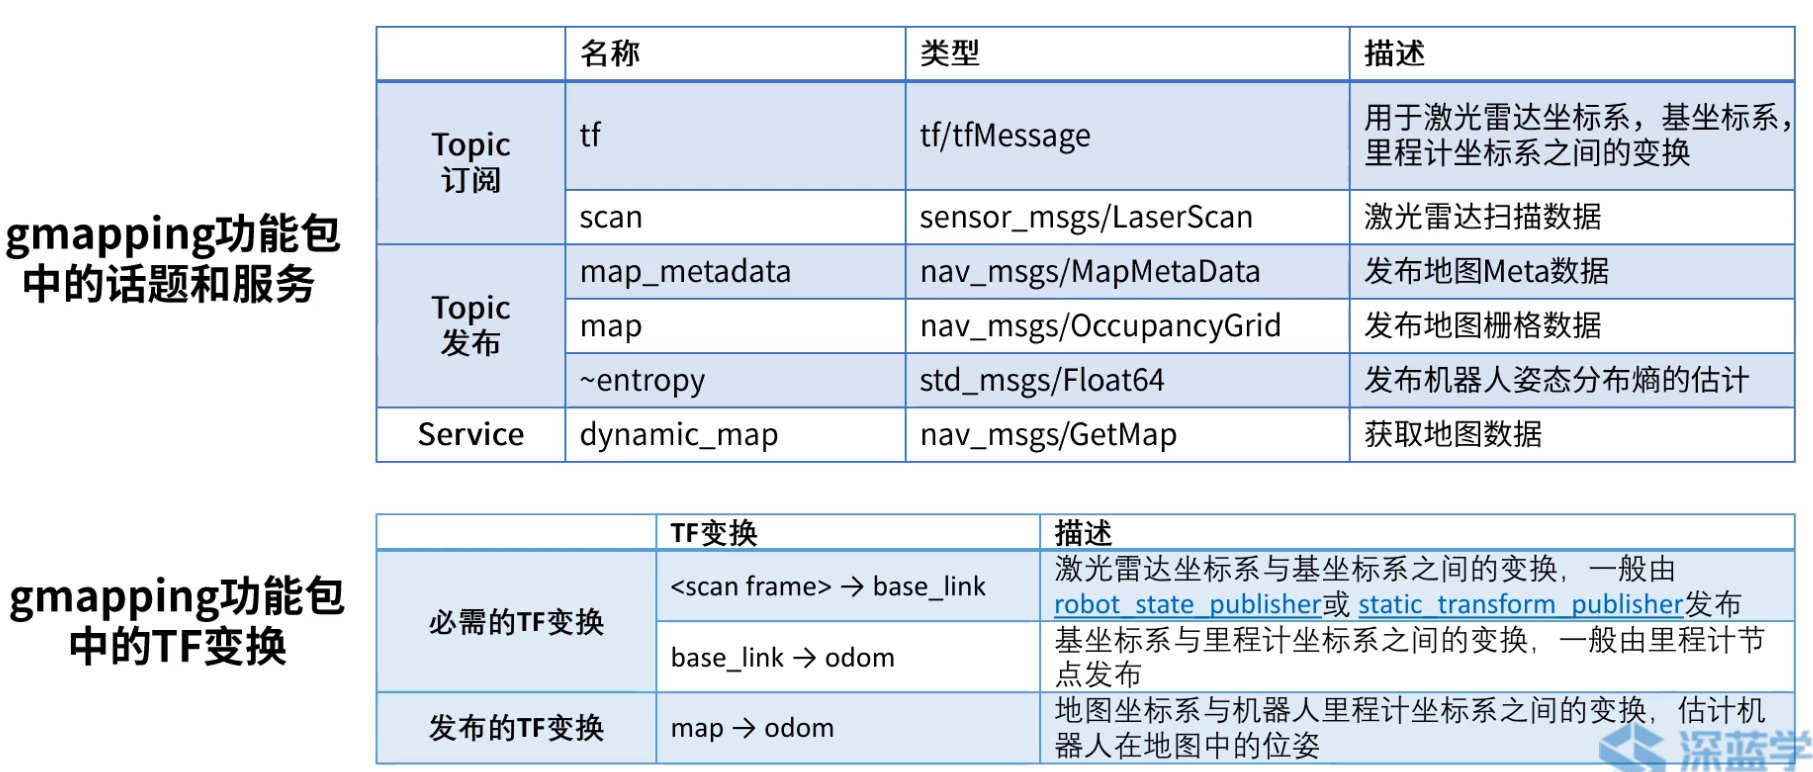 名称 类型 描述
gmapping功能包
中的话题和服务
Topic
订阅
tf tf/tfMessage 用于激光雷达坐标系，基坐标系，
里程计坐标系之间的变换
scan sensor_msgs/LaserScan 激光雷达扫描数据
Topic
发布
map_metadata nav_msgs/MapMetaData 发布地图Meta数据
map nav_msgs/OccupancyGrid 发布地图栅格数据
~entropy std_msgs/Float64 发布机器人姿态分布熵的估计
Service dynamic_map nav_msgs/GetMap 获取地图数据
TF变换 描述
gmapping功能包
中的TF变换
必需的TF变换
<scan frame> → base_link 激光雷达坐标系与基坐标系之间的变换，一般由
robot_state_publisher或 static_transform_publisher发布
base_link → odom 基坐标系与里程计坐标系之间的变换，一般由里程计节
点发布
发布的TF变换 map → odom 地图坐标系与机器人里程计坐标系之间的变换，估计机
器人在地图中的位姿
深蓝学